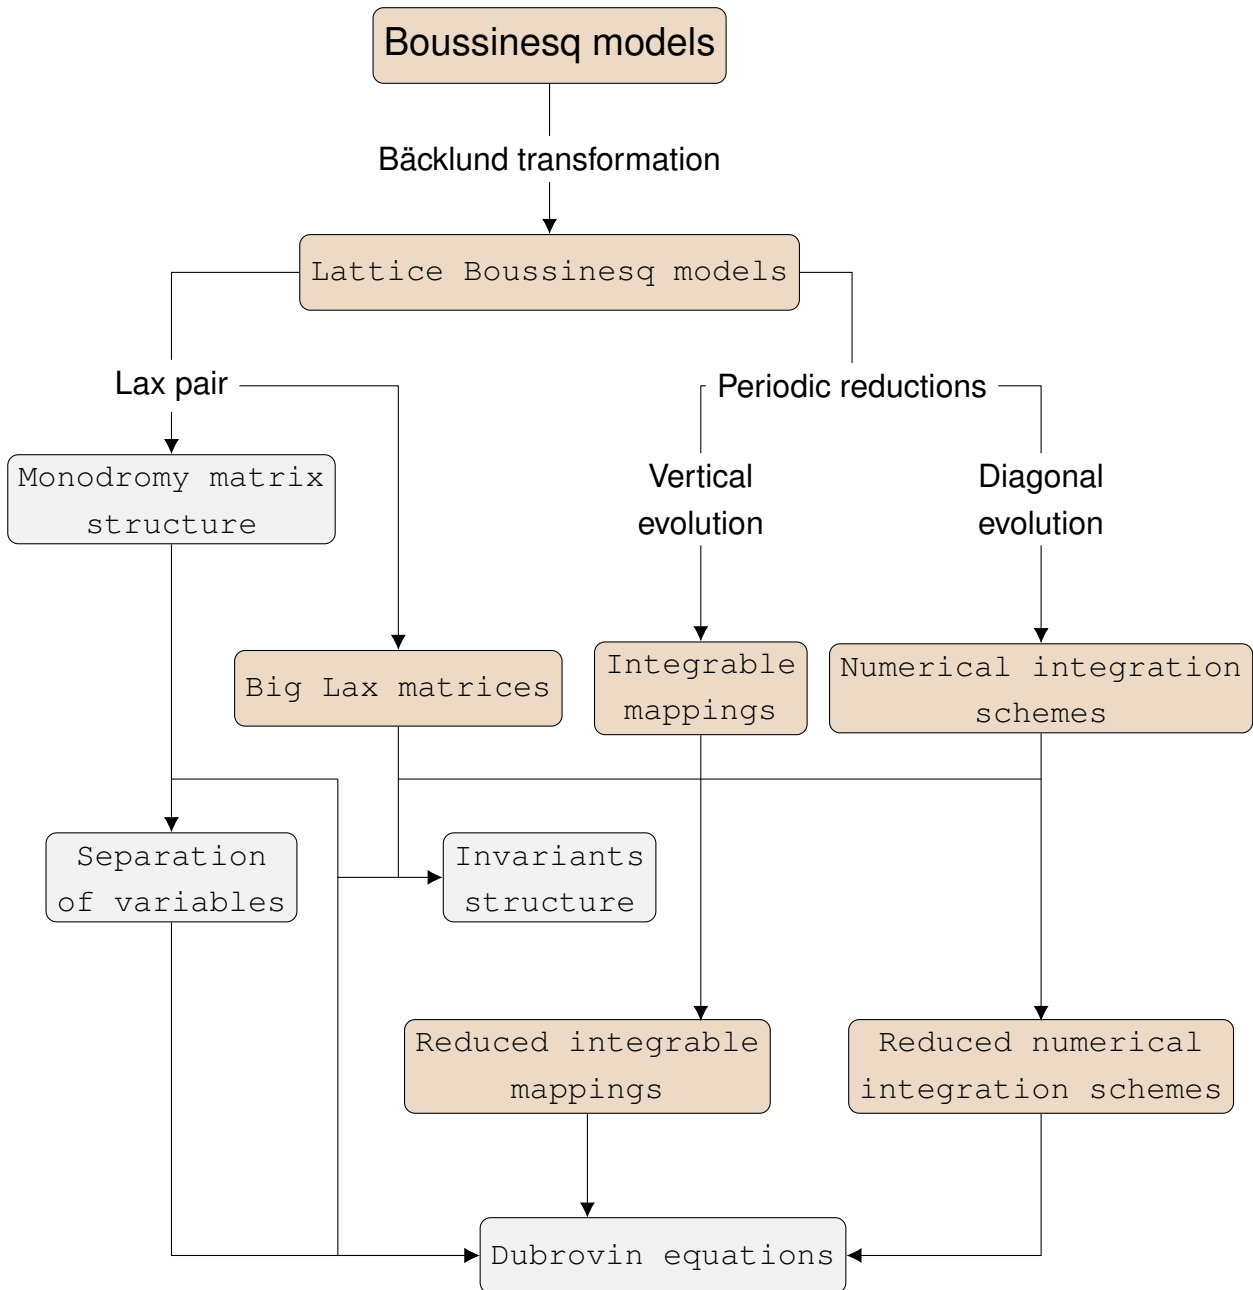 Boussinesq models
Bäcklund transformation
Lattice Boussinesq models
Lax pair
Periodic reductions
Monodromy matrix
structure
Vertical
evolution
Diagonal
evolution
Big Lax matrices
Integrable
mappings
Numerical integration
schemes
Separation
of variables
Invariants
structure
Reduced integrable
mappings
Reduced numerical
integration schemes
Dubrovin equations